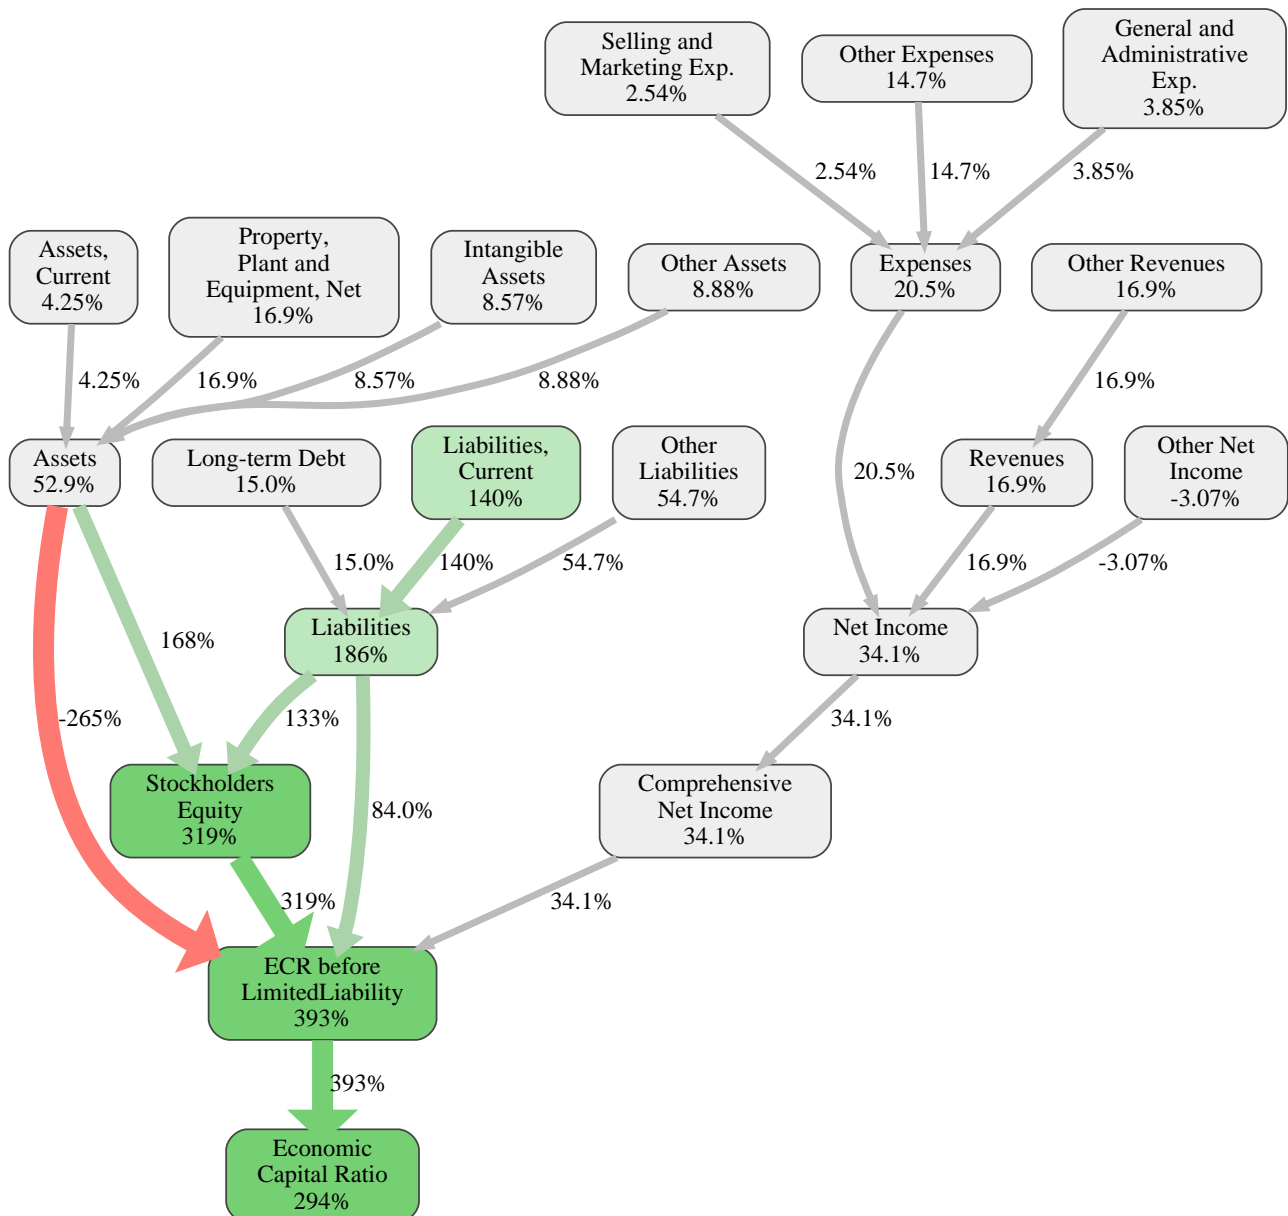 Selling and
Marketing Exp.
2.54%
Other Expenses
14.7%
General and
Administrative
Exp.
3.85%
2.54%
14.7%
3.85%
Assets,
Current
4.25%
Property,
Plant and
Equipment, Net
16.9%
Intangible
Assets
8.57%
Other Assets
8.88%
Expenses
20.5%
Other Revenues
16.9%
4.25%
16.9%
8.57%
8.88%
16.9%
Assets
52.9%
Long-term Debt
15.0%
Liabilities,
Current
140%
Other
Liabilities
54.7%
20.5%
Revenues
16.9%
Other Net
Income
-3.07%
15.0%
140%
54.7%
16.9%
-3.07%
168%
Liabilities
186%
Net Income
34.1%
-265%
133%
34.1%
Stockholders
Equity
319%
84.0%
Comprehensive
Net Income
34.1%
319%
34.1%
ECR before
LimitedLiability
393%
393%
Economic
Capital Ratio
294%